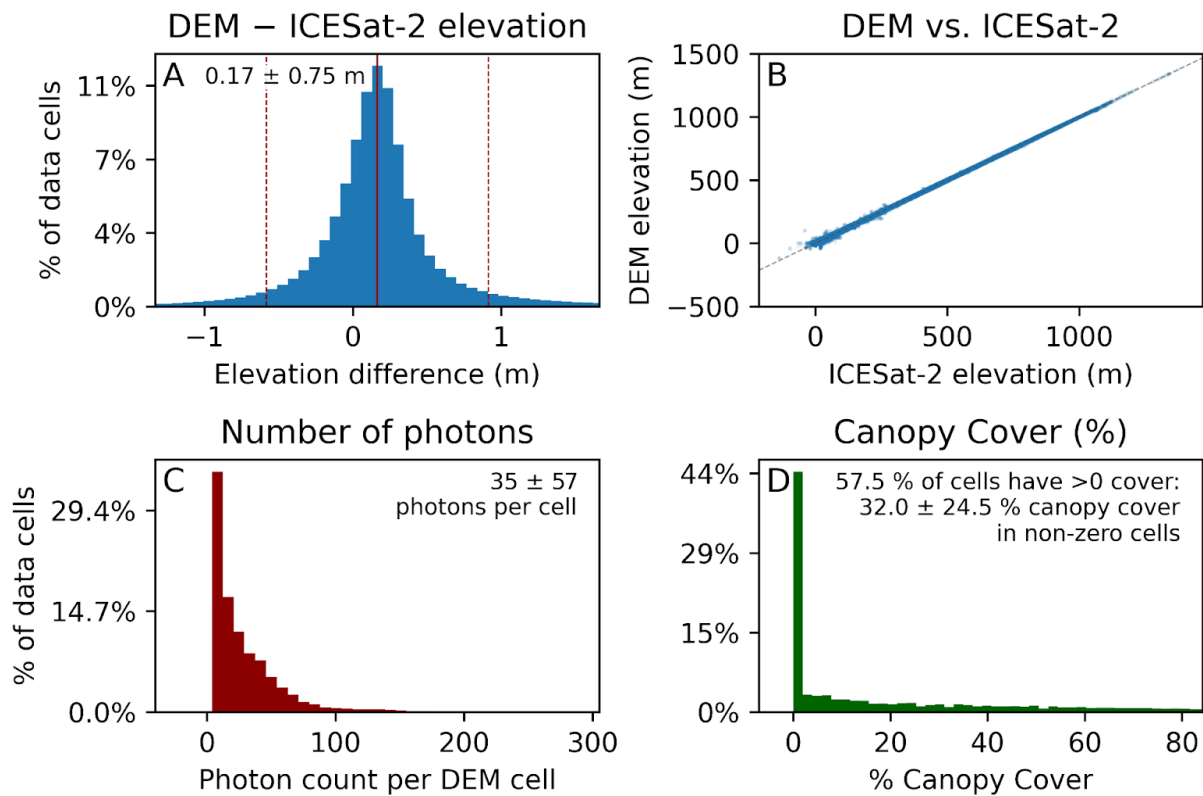 DEM − ICESat-2 elevation
A
0.17 ± 0.75 m
11%
7%
4%
0%
% of data cells
−1
0
1
Elevation difference (m)
DEM vs. ICESat-2
B
1500
1000
500
0
−500
DEM elevation (m)
0
500
1000
ICESat-2 elevation (m)
Number of photons
C
35 ± 57
photons per cell
29.4%
14.7%
0.0%
% of data cells
0
100
200
300
Photon count per DEM cell
Canopy Cover (%)
D
57.5 % of cells have >0 cover:
32.0 ± 24.5 % canopy cover
in non-zero cells
44%
29%
15%
0%
0
20
40
60
80
% Canopy Cover